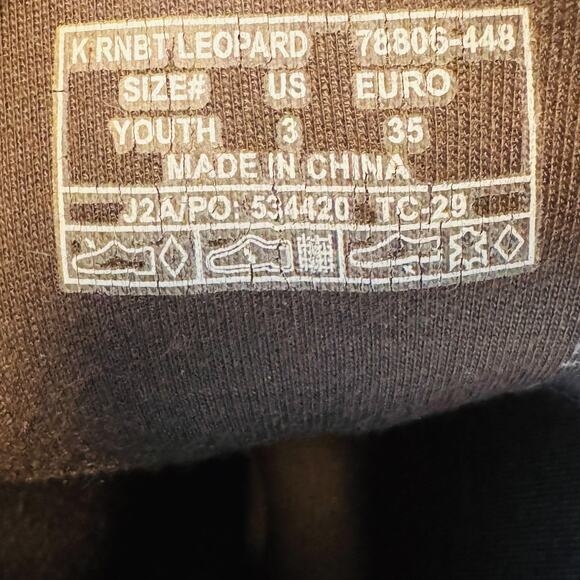 K RNBT LEOPARD 78806-448
SIZE# US EURO
YOUTH 3 35
MADE IN CHINA
J2A/PO: 534420 TC-29